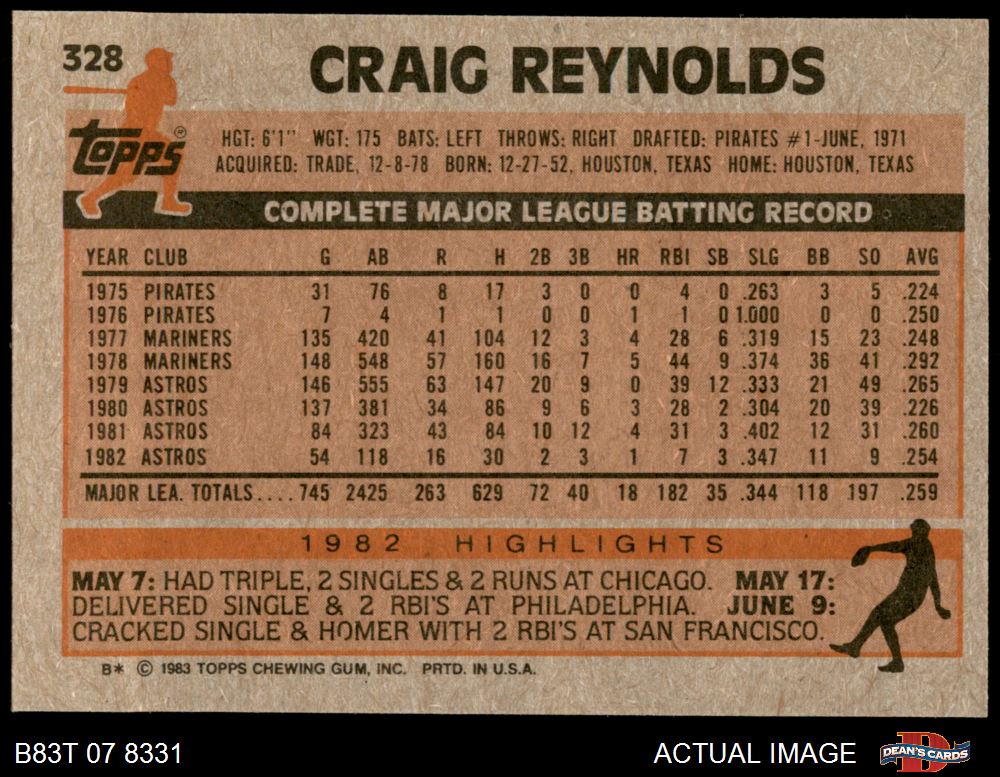 328 CRAIG REYNOLDS
topps ®
HGT: 6'1" WGT: 175 BATS: LEFT THROWS: RIGHT DRAFTED: PIRATES #1-JUNE, 1971
ACQUIRED: TRADE, 12-8-78 BORN: 12-27-52, HOUSTON, TEXAS HOME: HOUSTON, TEXAS
COMPLETE MAJOR LEAGUE BATTING RECORD
YEAR CLUB G AB R H 2B 3B HR RBI SB SLG BB SO AVG
1975 PIRATES 31 76 8 17 3 0 0 4 0 .263 3 5 .224
1976 PIRATES 7 4 1 1 0 0 1 1 0 1.000 0 0 .250
1977 MARINERS 135 420 41 104 12 3 4 28 6 .319 15 23 .248
1978 MARINERS 148 548 57 160 16 7 5 44 9 .374 36 41 .292
1979 ASTROS 146 555 63 147 20 9 0 39 12 .333 21 49 .265
1980 ASTROS 137 381 34 86 9 6 3 28 2 .304 20 39 .226
1981 ASTROS 84 323 43 84 10 12 4 31 3 .402 12 31 .260
1982 ASTROS 54 118 16 30 2 3 1 7 3 .347 11 9 .254
MAJOR LEA. TOTALS.... 745 2425 263 629 72 40 18 182 35 .344 118 197 .259
1982 HIGHLIGHTS
MAY 7: HAD TRIPLE, 2 SINGLES & 2 RUNS AT CHICAGO. MAY 17:
DELIVERED SINGLE & 2 RBI'S AT PHILADELPHIA. JUNE 9:
CRACKED SINGLE & HOMER WITH 2 RBI'S AT SAN FRANCISCO.
B* © 1983 TOPPS CHEWING GUM, INC. PRTD. IN U.S.A.
B83T 07 8331 ACTUAL IMAGE DEAN'S CARDS